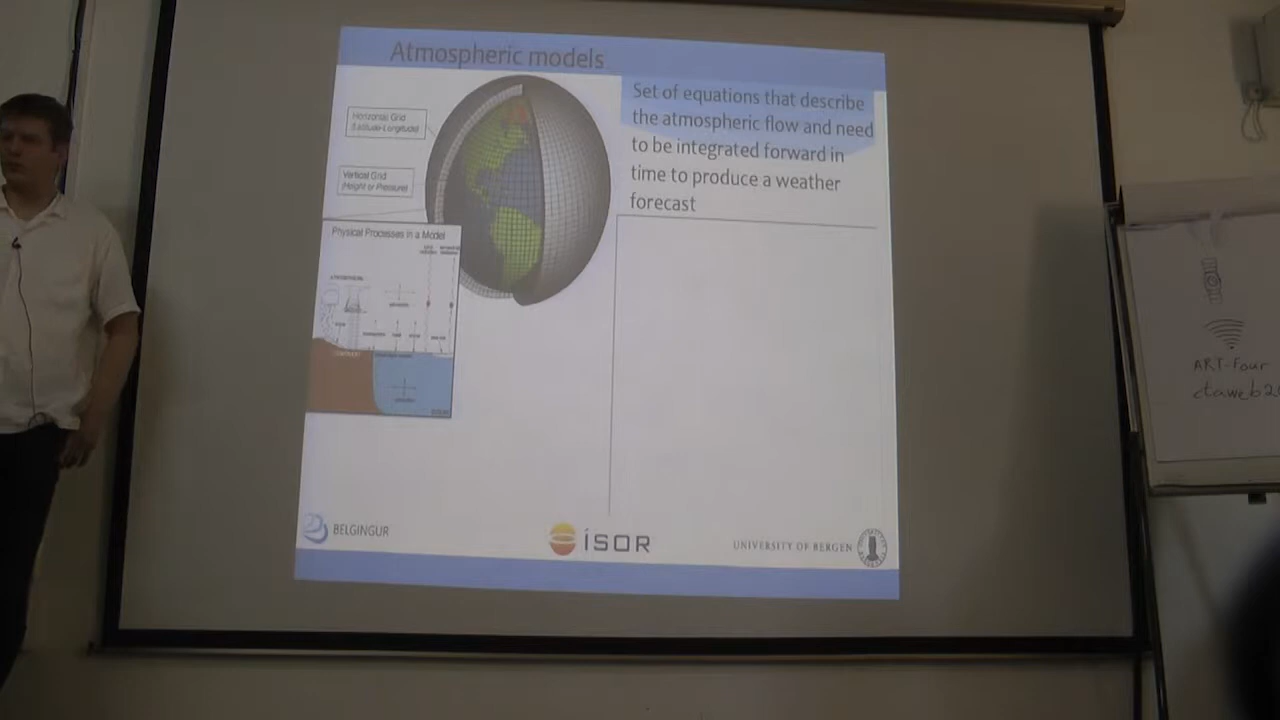 Atmospheric models
Horizontal Grid
(Latitude-Longitude)
Vertical Grid
(Height or Pressure)
Set of equations that describe
the atmospheric flow and need
to be integrated forward in
time to produce a weather
forecast
Physical Processes in a Model
ATMOSPHERE
BELGINGUR
ÍSOR
UNIVERSITY OF BERGEN
ART-Four